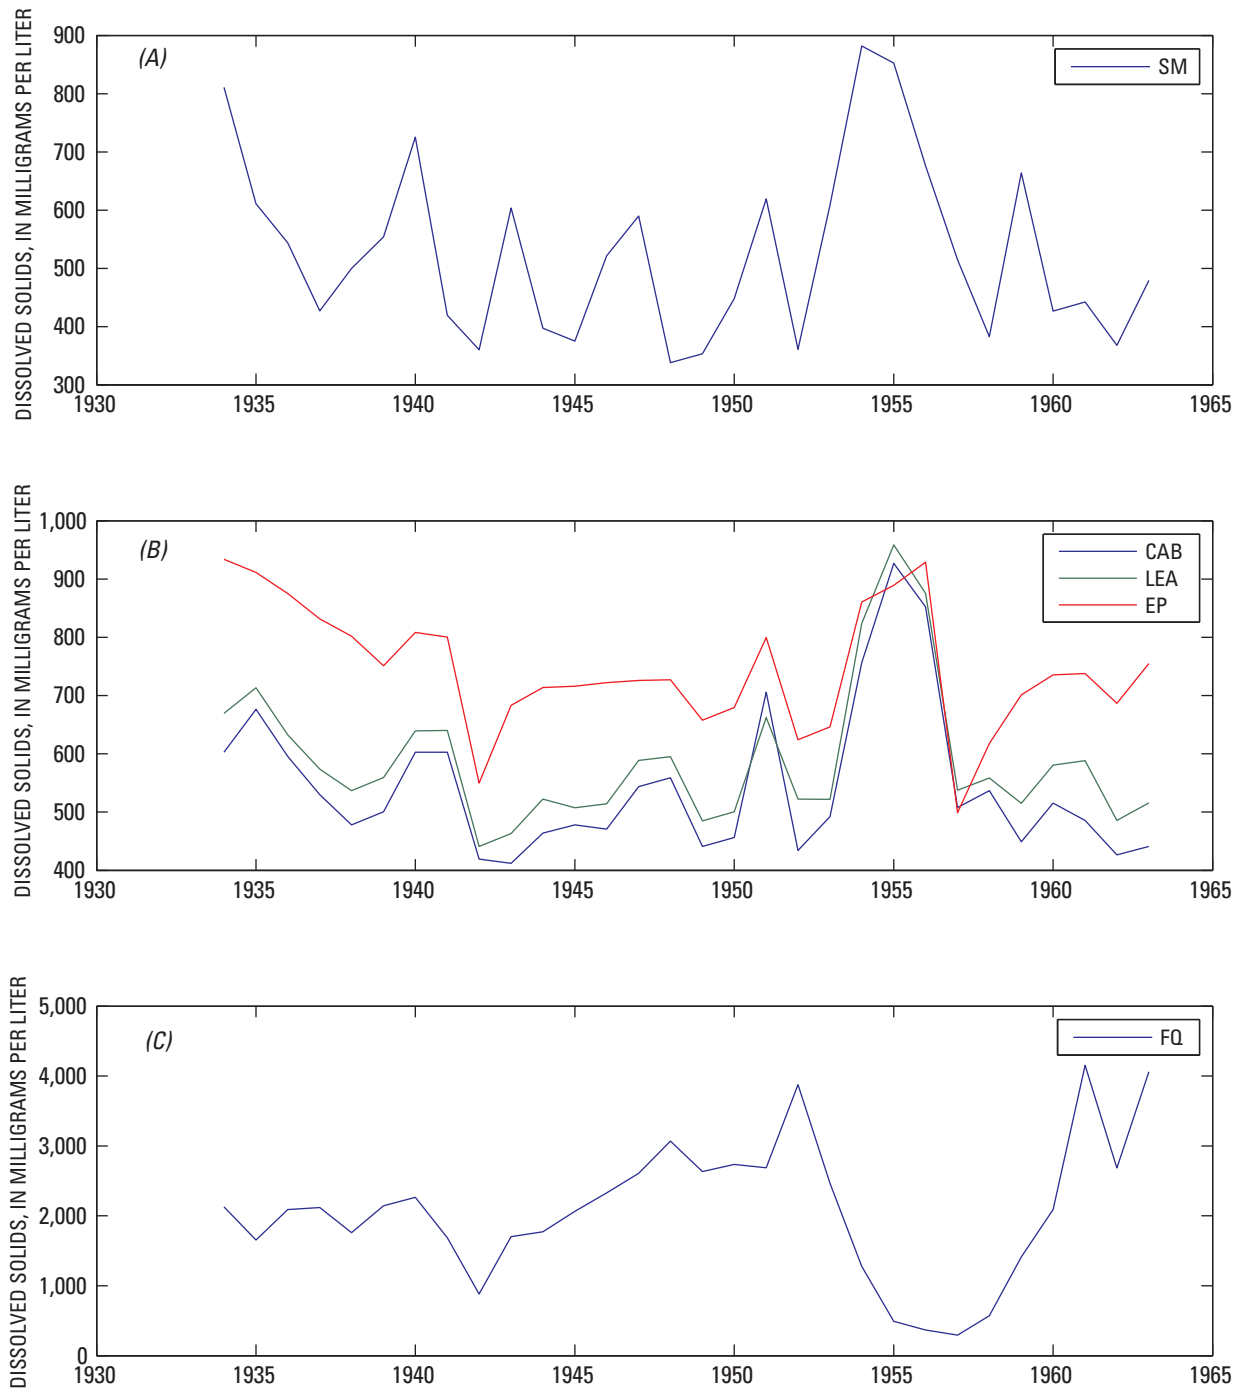 DISSOLVED SOLIDS, IN MILLIGRAMS PER LITER
900
800
700
600
500
400
300
(A)
SM
1930 1935 1940 1945 1950 1955 1960 1965
DISSOLVED SOLIDS, IN MILLIGRAMS PER LITER
1,000
900
800
700
600
500
400
(B)
CAB
LEA
EP
1930 1935 1940 1945 1950 1955 1960 1965
DISSOLVED SOLIDS, IN MILLIGRAMS PER LITER
5,000
4,000
3,000
2,000
1,000
0
(C)
FQ
1930 1935 1940 1945 1950 1955 1960 1965